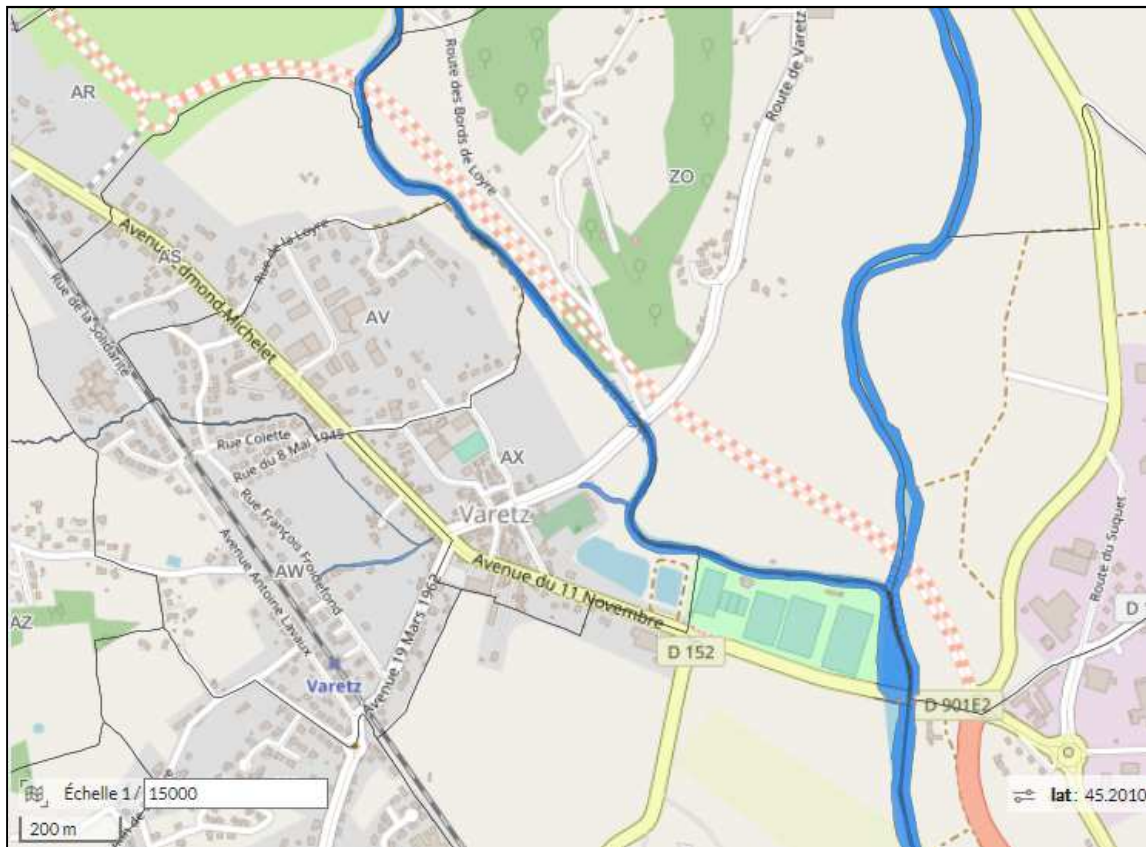 AR
Route des Bords de Loyre
Route de Varetz
ZO
Avenue Edmond Michelet
AS
Rue de la Loyre
Rue de la Solidarité
AV
Rue Colette
Rue du 8 Mai 1945
AX
Varetz
Rue François Froidefond
Avenue Antoine Lavaux
AW
Avenue 19 Mars 1962
Avenue du 11 Novembre
Route du Suquet
AZ
D
D 152
Varetz
D 901E2
Échelle 1 / 15000
lat : 45.2010
200 m